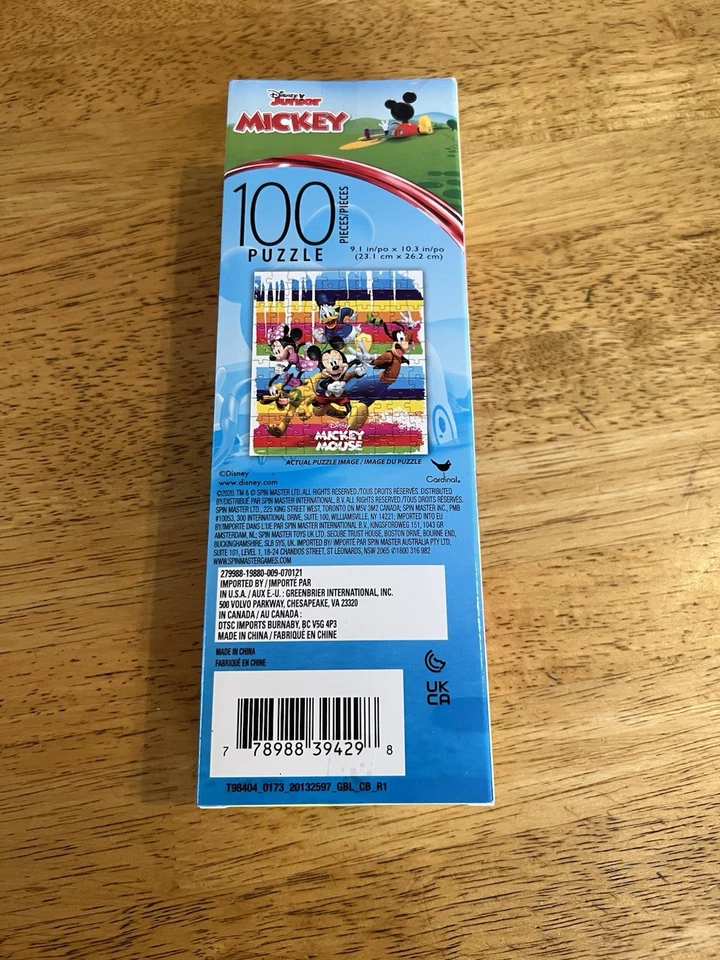 Disney
Junior
MICKEY
100
PIECES/PIÈCES
PUZZLE
9.1 in/po x 10.3 in/po
(23.1 cm x 26.2 cm)
Disney
MICKEY
MOUSE
ACTUAL PUZZLE IMAGE / IMAGE DU PUZZLE
©Disney
www.disney.com
Cardinal®
©2020. TM & © SPIN MASTER LTD. ALL RIGHTS RESERVED./TOUS DROITS RÉSERVÉS. DISTRIBUTED
BY/DISTRIBUÉ PAR SPIN MASTER INTERNATIONAL, B.V. ALL RIGHTS RESERVED./TOUS DROITS RÉSERVÉS.
SPIN MASTER LTD., 225 KING STREET WEST, TORONTO ON M5V 3M2 CANADA; SPIN MASTER INC., PMB
#10053, 300 INTERNATIONAL DRIVE, SUITE 100, WILLIAMSVILLE, NY 14221; IMPORTED INTO EU
BY/IMPORTÉ DANS L'UE PAR SPIN MASTER INTERNATIONAL B.V., KINGSFORDWEG 151, 1043 GR
AMSTERDAM, NL; SPIN MASTER TOYS UK LTD. SECURE TRUST HOUSE, BOSTON DRIVE, BOURNE END,
BUCKINGHAMSHIRE, SL8 5YS, UK. IMPORTED BY/ IMPORTÉ PAR SPIN MASTER AUSTRALIA PTY LTD,
SUITE 101, LEVEL 1, 18-24 CHANDOS STREET, ST LEONARDS, NSW 2065 ✆1800 316 982
WWW.SPINMASTERGAMES.COM
279988-19880-009-070121
IMPORTED BY / IMPORTÉ PAR
IN U.S.A. / AUX É.-U. : GREENBRIER INTERNATIONAL, INC.
500 VOLVO PARKWAY, CHESAPEAKE, VA 23320
IN CANADA / AU CANADA :
DTSC IMPORTS BURNABY, BC V5G 4P3
MADE IN CHINA / FABRIQUÉ EN CHINE
MADE IN CHINA
FABRIQUÉ EN CHINE
UK
CA
7 78988 39429 8
T98404_0173_20132597_GBL_CB_R1